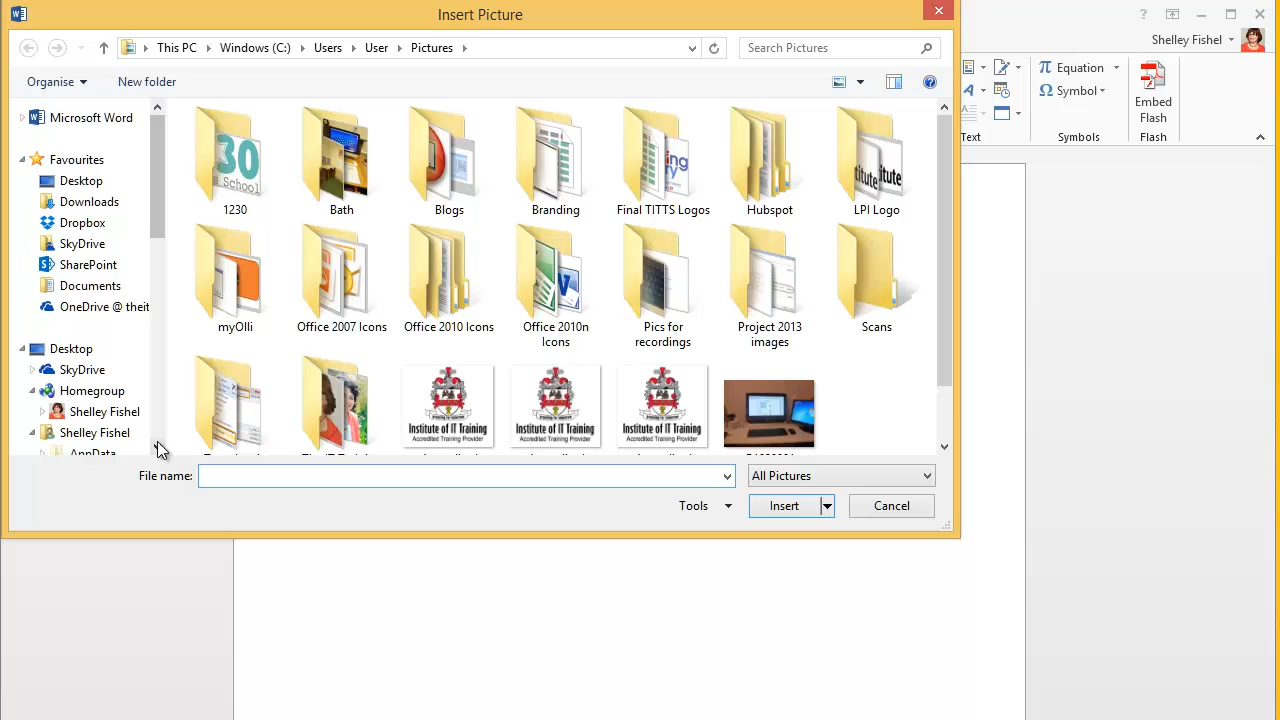 Insert Picture
This PC
Windows (C:)
Users
User
Pictures
Search Pictures
Organise
New folder
Microsoft Word
Favourites
Desktop
Downloads
Dropbox
SkyDrive
SharePoint
Documents
OneDrive @ theit
Desktop
SkyDrive
Homegroup
Shelley Fishel
Shelley Fishel
AppData
30
School
1230
Bath
Blogs
Branding
Final TITTS Logos
Hubspot
LPI Logo
myOlli
Office 2007 Icons
Office 2010 Icons
Office 2010n
Icons
Pics for
recordings
Project 2013
images
Scans
Institute of IT Training
Accredited Training Provider
Institute of IT Training
Accredited Training Provider
Institute of IT Training
Accredited Training Provider
File name:
All Pictures
Tools
Insert
Cancel
Shelley Fishel
π Equation
Ω Symbol
Embed
Flash
Text
Symbols
Flash